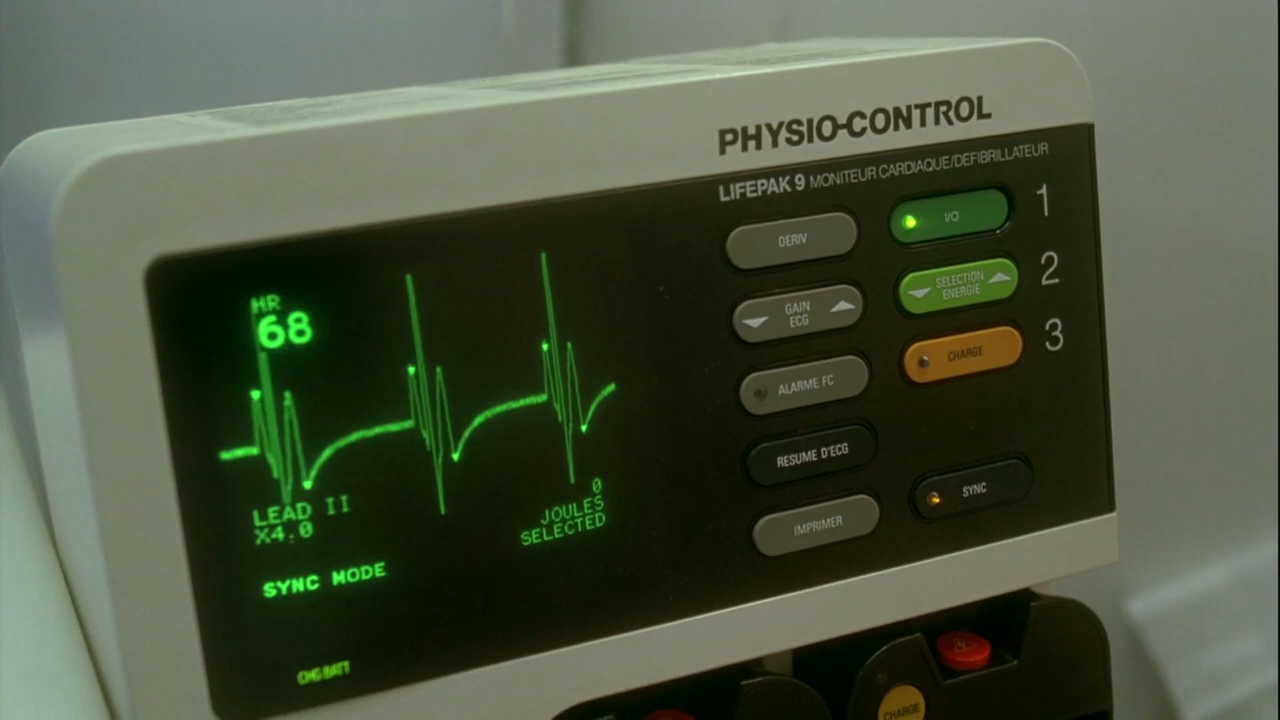 PHYSIO-CONTROL
LIFEPAK 9 MONITEUR CARDIAQUE/DEFIBRILLATEUR
DERIV
I/O
1
GAIN
ECG
SELECTION
ENERGIE
2
ALARME FC
CHARGE
3
RESUME D'ECG
SYNC
IMPRIMER
HR
68
LEAD II
X4.0
0
JOULES
SELECTED
SYNC MODE
CHARGE